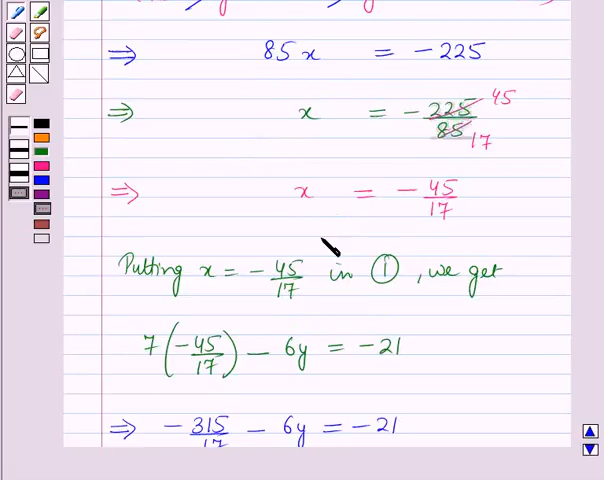 ⇒ 85x = -225
⇒ x = - 225/85 45 17
⇒ x = - 45/17
Putting x = - 45/17 in ①, we get
7(-45/17) - 6y = -21
⇒ -315/17 - 6y = -21